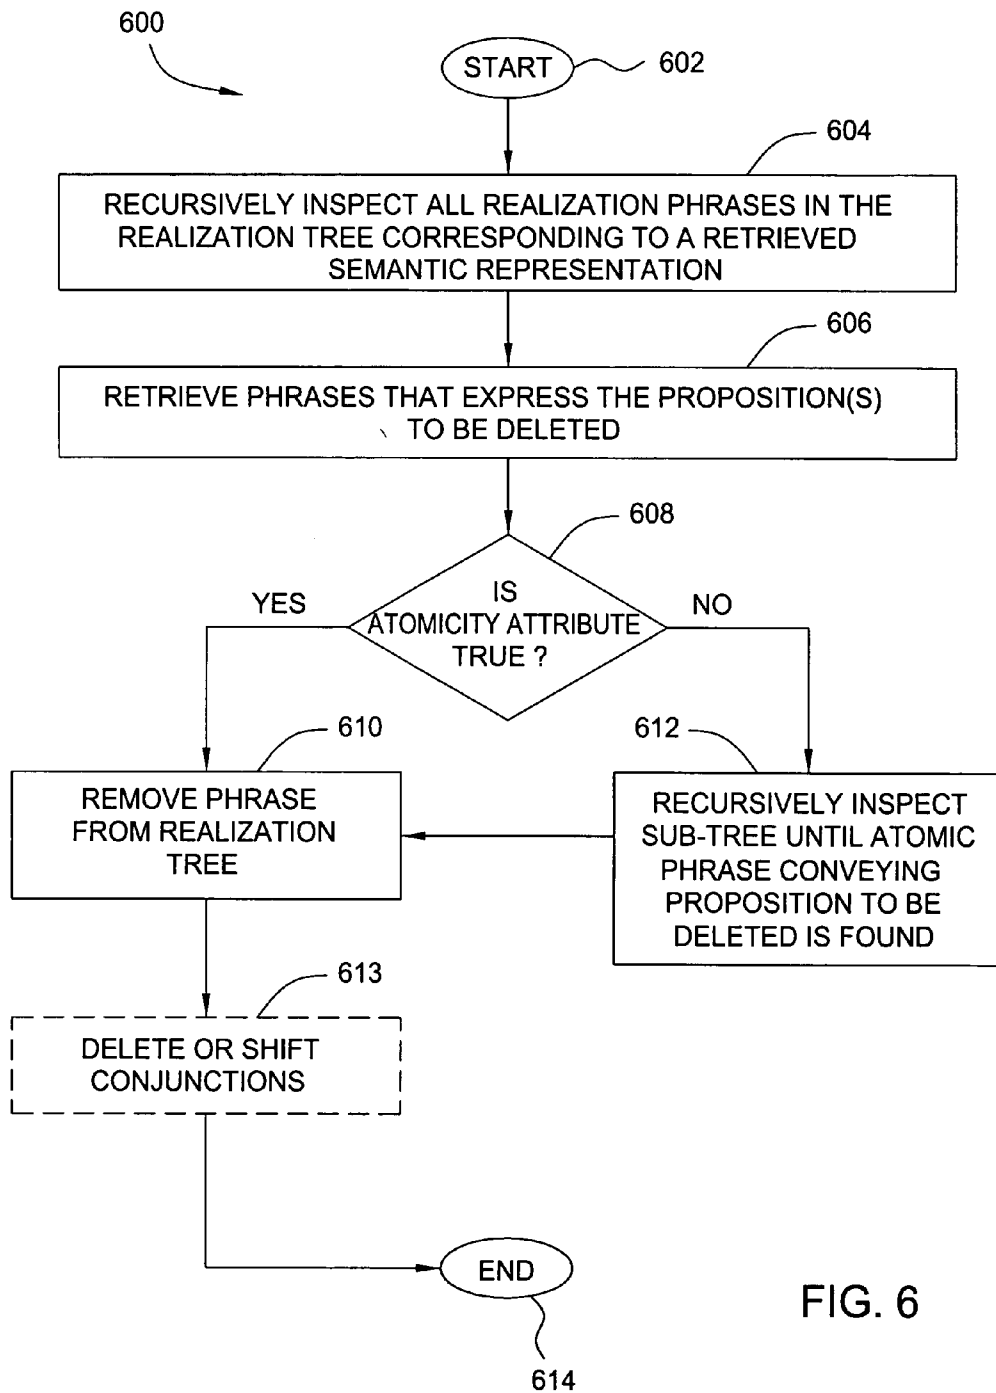 600
START
602
604
RECURSIVELY INSPECT ALL REALIZATION PHRASES IN THE
REALIZATION TREE CORRESPONDING TO A RETRIEVED
SEMANTIC REPRESENTATION
606
RETRIEVE PHRASES THAT EXPRESS THE PROPOSITION(S)
TO BE DELETED
608
IS
ATOMICITY ATTRIBUTE
TRUE ?
YES
NO
610
REMOVE PHRASE
FROM REALIZATION
TREE
612
RECURSIVELY INSPECT
SUB-TREE UNTIL ATOMIC
PHRASE CONVEYING
PROPOSITION TO BE
DELETED IS FOUND
613
DELETE OR SHIFT
CONJUNCTIONS
END
614
FIG. 6